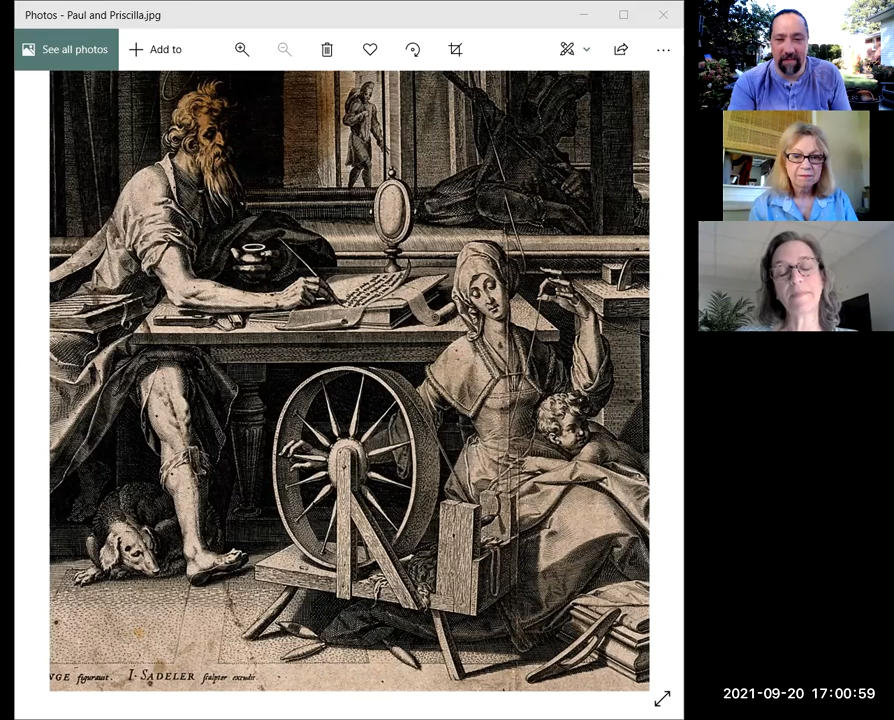 Photos - Paul and Priscilla.jpg
See all photos
Add to
NGE figurauit. I. SADELER scalptor excudit.
2021-09-20 17:00:59